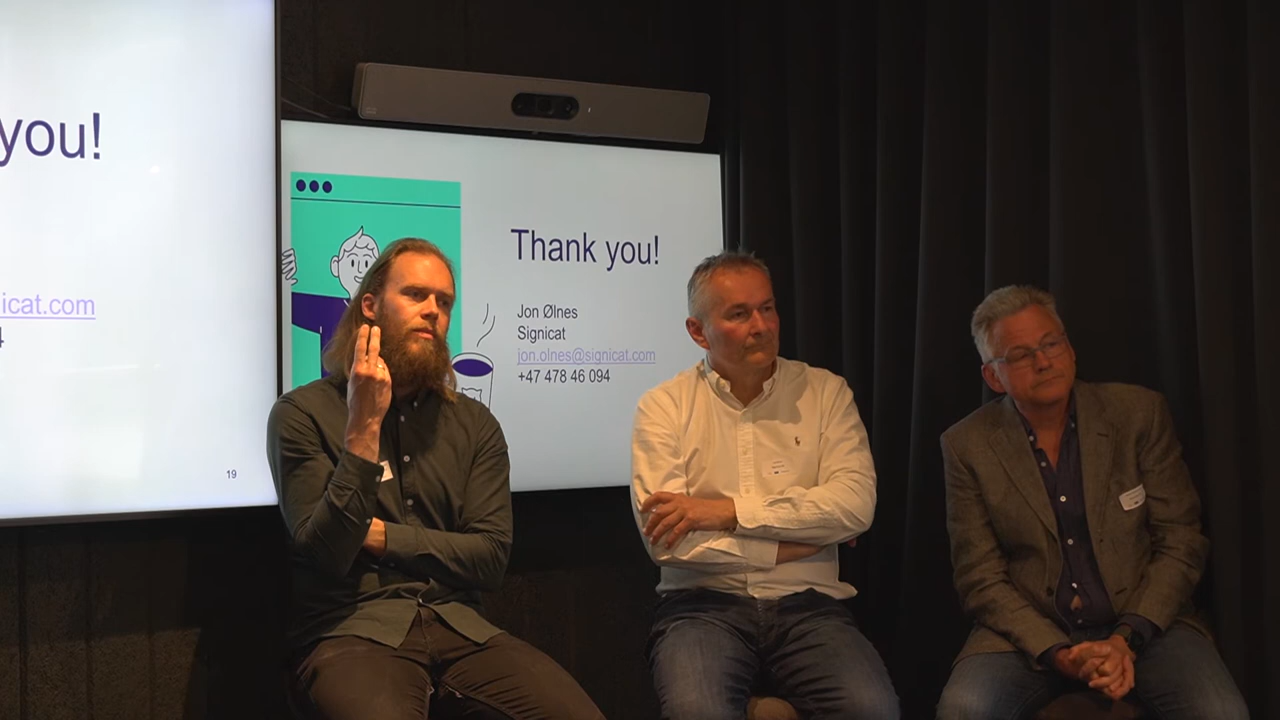 you!
icat.com
4
19
Thank you!
Jon Ølnes
Signicat
jon.olnes@signicat.com
+47 478 46 094